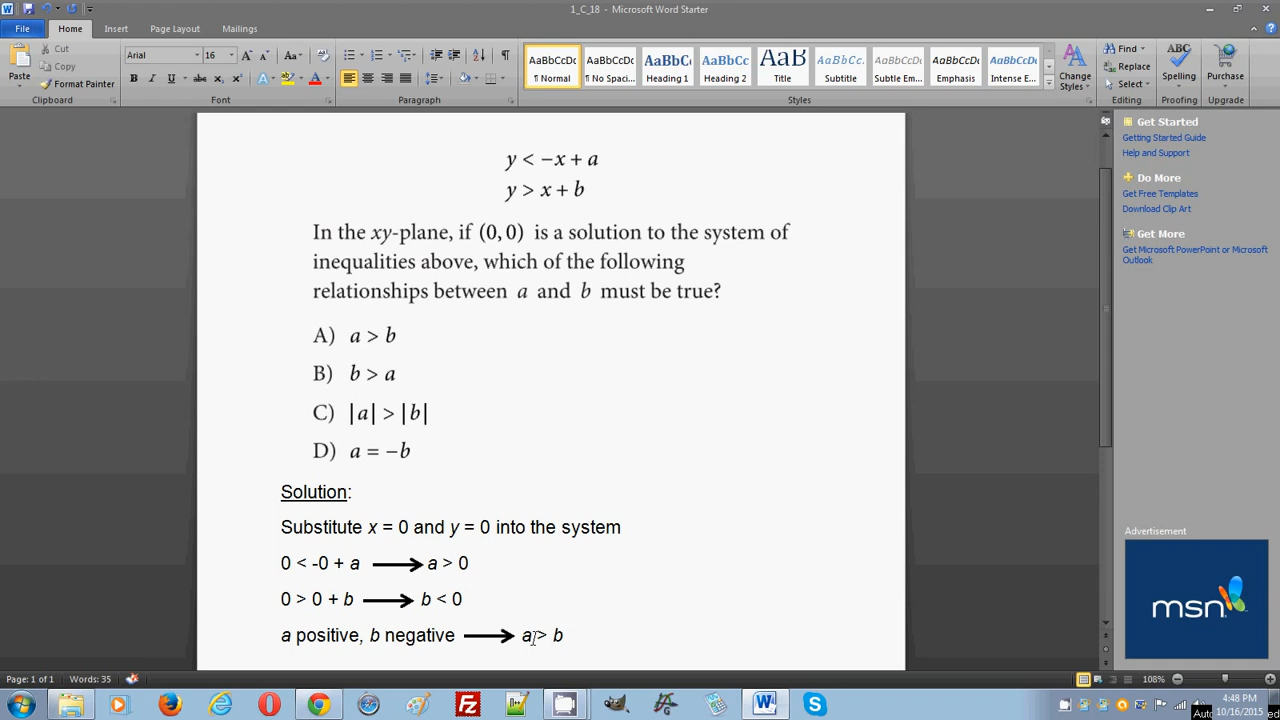 1_C_18 - Microsoft Word Starter
File Home Insert Page Layout Mailings
Paste
Cut
Copy
Format Painter
Arial 16
AaBbCcDc AaBbCcDc AaBbC AaBbCc AaB AaBbCc. AaBbCcDc AaBbCcDc AaBbCcDc
¶ Normal ¶ No Spaci... Heading 1 Heading 2 Title Subtitle Subtle Em... Emphasis Intense E...
Change Styles
Find
Replace
Select
Spelling
Purchase
Clipboard Font Paragraph Styles Editing Proofing Upgrade
y < −x + a
y > x + b
In the xy-plane, if (0, 0) is a solution to the system of
inequalities above, which of the following
relationships between a and b must be true?
A) a > b
B) b > a
C) |a| > |b|
D) a = −b
Solution:
Substitute x = 0 and y = 0 into the system
0 < -0 + a ⟶ a > 0
0 > 0 + b ⟶ b < 0
a positive, b negative ⟶ a > b
Get Started
Getting Started Guide
Help and Support
Do More
Get Free Templates
Download Clip Art
Get More
Get Microsoft PowerPoint or Microsoft
Outlook
Advertisement
msn
Page: 1 of 1 Words: 35
108%
4:48 PM
10/16/2015